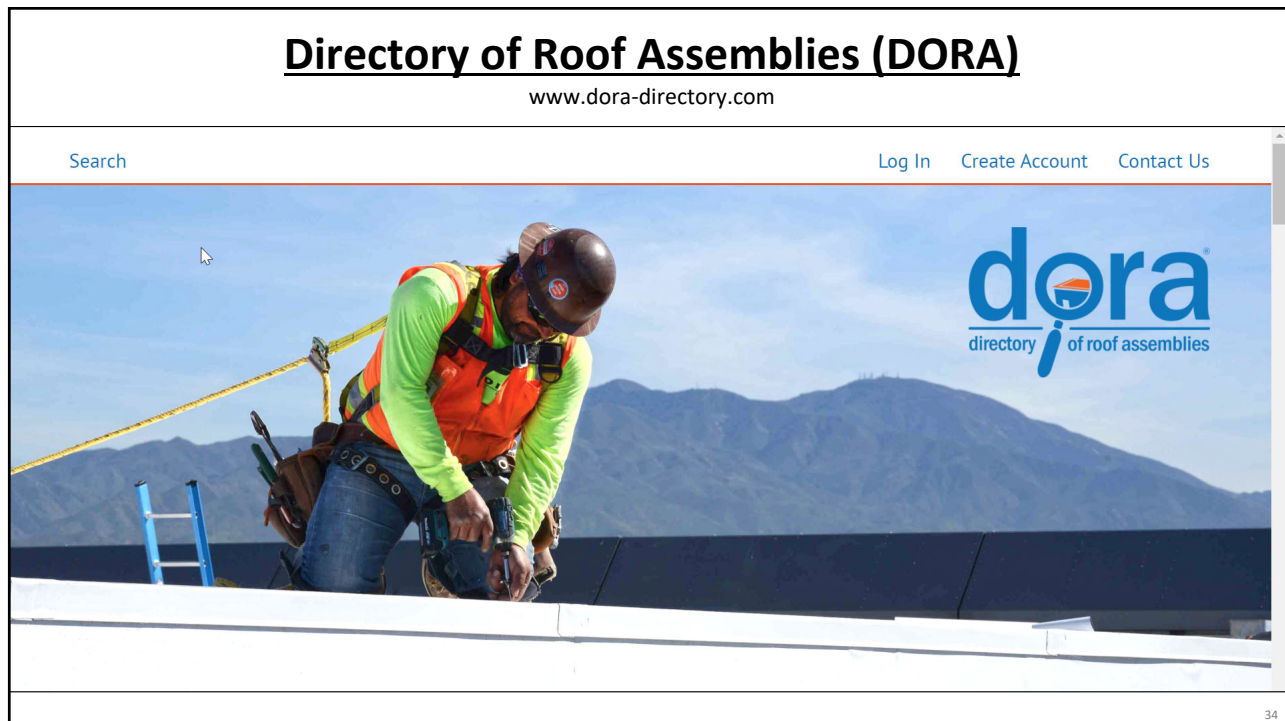 Directory of Roof Assemblies (DORA)
www.dora-directory.com
Search Log In Create Account Contact Us
dora®
directory of roof assemblies
34